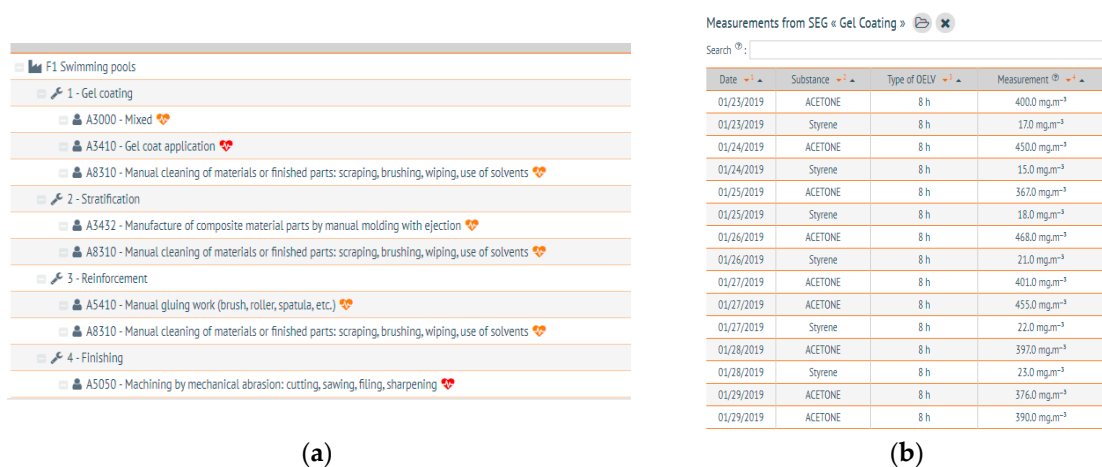 F1 Swimming pools
1 - Gel coating
A3000 - Mixed
A3410 - Gel coat application
A8310 - Manual cleaning of materials or finished parts: scraping, brushing, wiping, use of solvents
2 - Stratification
A3432 - Manufacture of composite material parts by manual molding with ejection
A8310 - Manual cleaning of materials or finished parts: scraping, brushing, wiping, use of solvents
3 - Reinforcement
A5410 - Manual gluing work (brush, roller, spatula, etc.)
A8310 - Manual cleaning of materials or finished parts: scraping, brushing, wiping, use of solvents
4 - Finishing
A5050 - Machining by mechanical abrasion: cutting, sawing, filing, sharpening
(a)
Measurements from SEG « Gel Coating »
Search ? :
Date 1 Substance 2 Type of OELV 3 Measurement ? 4
01/23/2019 ACETONE 8 h 400.0 mg.m⁻³
01/23/2019 Styrene 8 h 17.0 mg.m⁻³
01/24/2019 ACETONE 8 h 450.0 mg.m⁻³
01/24/2019 Styrene 8 h 15.0 mg.m⁻³
01/25/2019 ACETONE 8 h 367.0 mg.m⁻³
01/25/2019 Styrene 8 h 18.0 mg.m⁻³
01/26/2019 ACETONE 8 h 468.0 mg.m⁻³
01/26/2019 Styrene 8 h 21.0 mg.m⁻³
01/27/2019 ACETONE 8 h 401.0 mg.m⁻³
01/27/2019 ACETONE 8 h 455.0 mg.m⁻³
01/27/2019 Styrene 8 h 22.0 mg.m⁻³
01/28/2019 ACETONE 8 h 397.0 mg.m⁻³
01/28/2019 Styrene 8 h 23.0 mg.m⁻³
01/29/2019 ACETONE 8 h 376.0 mg.m⁻³
01/29/2019 ACETONE 8 h 390.0 mg.m⁻³
(b)